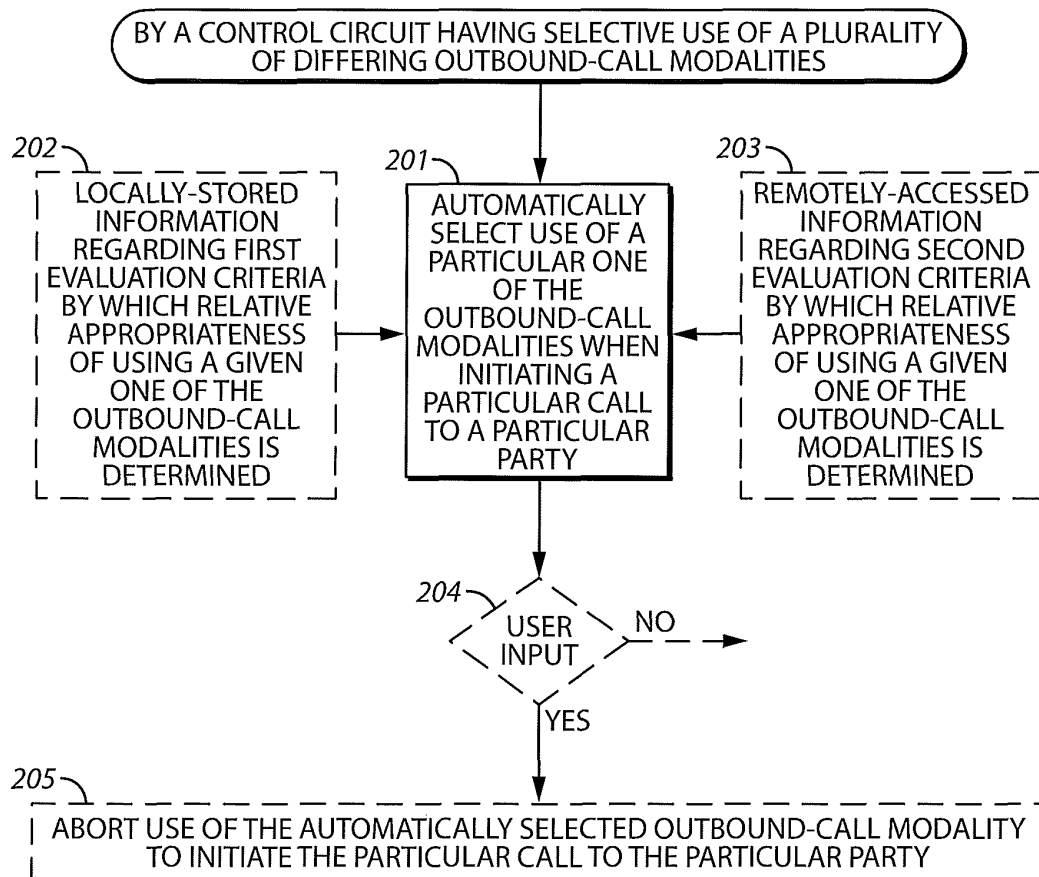 BY A CONTROL CIRCUIT HAVING SELECTIVE USE OF A PLURALITY
OF DIFFERING OUTBOUND-CALL MODALITIES
202
LOCALLY-STORED
INFORMATION
REGARDING FIRST
EVALUATION CRITERIA
BY WHICH RELATIVE
APPROPRIATENESS
OF USING A GIVEN
ONE OF THE
OUTBOUND-CALL
MODALITIES IS
DETERMINED
201
AUTOMATICALLY
SELECT USE OF A
PARTICULAR ONE
OF THE
OUTBOUND-CALL
MODALITIES WHEN
INITIATING A
PARTICULAR CALL
TO A PARTICULAR
PARTY
203
REMOTELY-ACCESSED
INFORMATION
REGARDING SECOND
EVALUATION CRITERIA
BY WHICH RELATIVE
APPROPRIATENESS
OF USING A GIVEN
ONE OF THE
OUTBOUND-CALL
MODALITIES IS
DETERMINED
204
USER
INPUT
NO
YES
205
ABORT USE OF THE AUTOMATICALLY SELECTED OUTBOUND-CALL MODALITY
TO INITIATE THE PARTICULAR CALL TO THE PARTICULAR PARTY